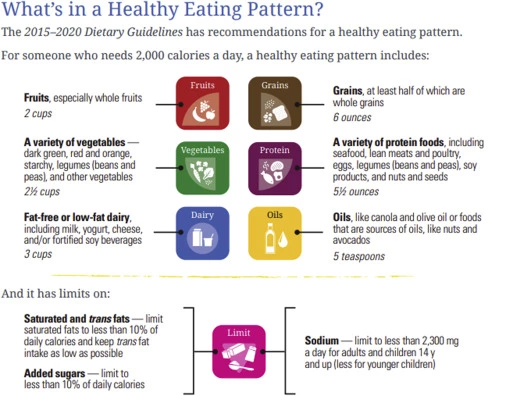 What's in a Healthy Eating Pattern?
The 2015–2020 Dietary Guidelines has recommendations for a healthy eating pattern.
For someone who needs 2,000 calories a day, a healthy eating pattern includes:
Fruits, especially whole fruits
2 cups
Fruits
Grains
Grains, at least half of which are
whole grains
6 ounces
A variety of vegetables —
dark green, red and orange,
starchy, legumes (beans and
peas), and other vegetables
2½ cups
Vegetables
Protein
A variety of protein foods, including
seafood, lean meats and poultry,
eggs, legumes (beans and peas), soy
products, and nuts and seeds
5½ ounces
Fat-free or low-fat dairy,
including milk, yogurt, cheese,
and/or fortified soy beverages
3 cups
Dairy
Oils
Oils, like canola and olive oil or foods
that are sources of oils, like nuts and
avocados
5 teaspoons
And it has limits on:
Saturated and trans fats — limit
saturated fats to less than 10% of
daily calories and keep trans fat
intake as low as possible
Added sugars — limit to
less than 10% of daily calories
Limit
Sodium — limit to less than 2,300 mg
a day for adults and children 14 y
and up (less for younger children)